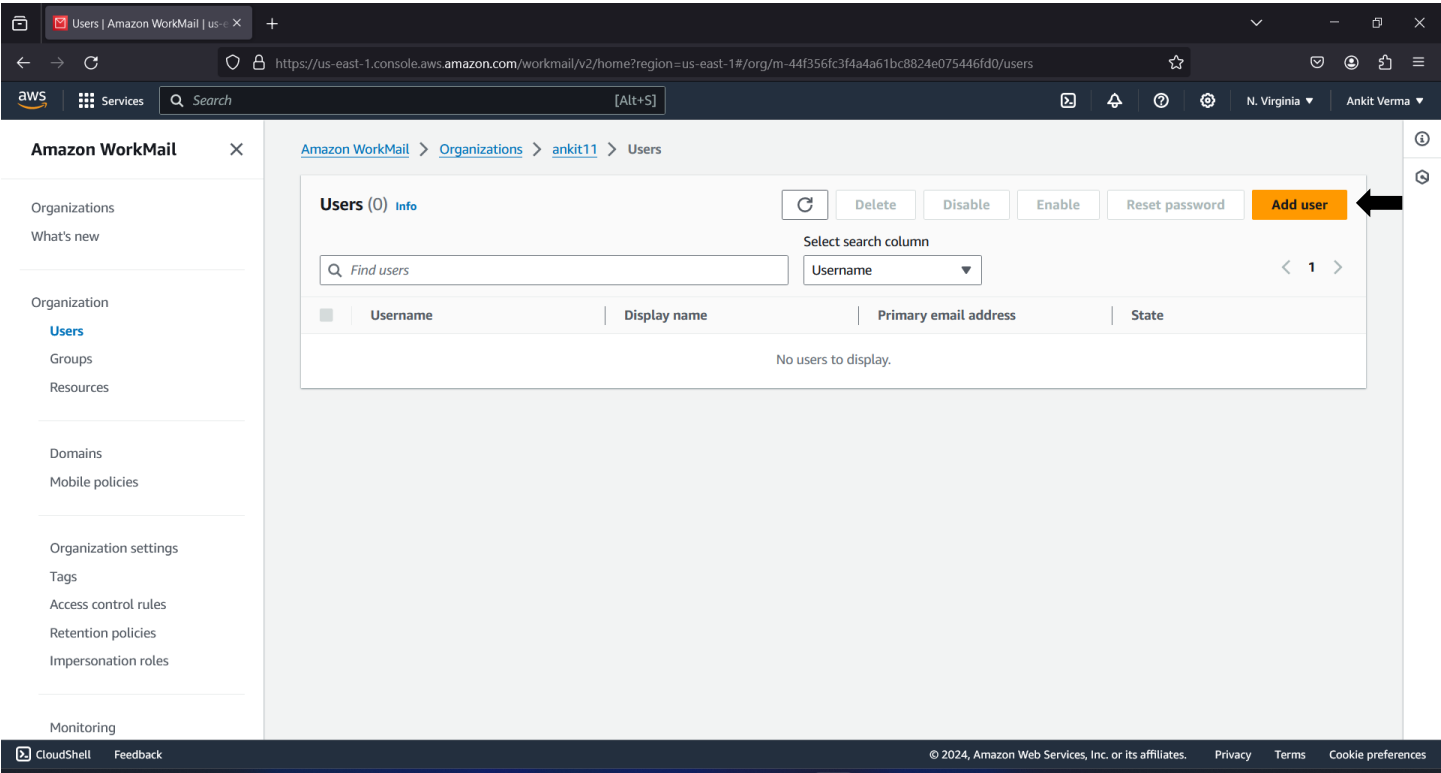 Users | Amazon WorkMail | us-e
https://us-east-1.console.aws.amazon.com/workmail/v2/home?region=us-east-1#/org/m-44f356fc3f4a4a61bc8824e075446fd0/users
aws Services Search [Alt+S] N. Virginia Ankit Verma
Amazon WorkMail
Organizations
What's new
Organization
Users
Groups
Resources
Domains
Mobile policies
Organization settings
Tags
Access control rules
Retention policies
Impersonation roles
Monitoring
Amazon WorkMail > Organizations > ankit11 > Users
Users (0) Info Delete Disable Enable Reset password Add user
Select search column
Find users Username 1
Username Display name Primary email address State
No users to display.
CloudShell Feedback © 2024, Amazon Web Services, Inc. or its affiliates. Privacy Terms Cookie preferences